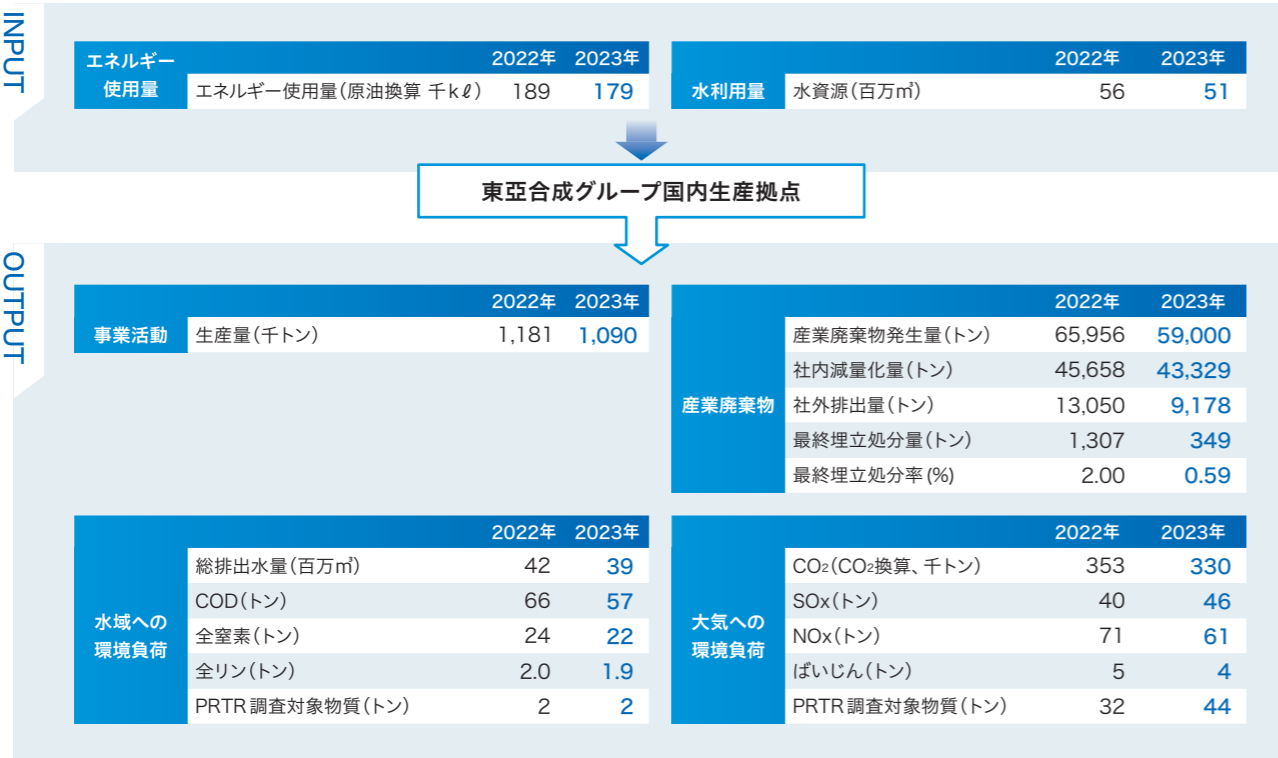 INPUT
エネルギー
使用量
2022年 2023年
エネルギー使用量(原油換算 千kℓ) 189 179
2022年 2023年
水利用量 水資源(百万㎥) 56 51
東亞合成グループ国内生産拠点
OUTPUT
2022年 2023年
事業活動 生産量(千トン) 1,181 1,090
2022年 2023年
産業廃棄物
産業廃棄物発生量(トン) 65,956 59,000
社内減量化量(トン) 45,658 43,329
社外排出量(トン) 13,050 9,178
最終埋立処分量(トン) 1,307 349
最終埋立処分率(%) 2.00 0.59
2022年 2023年
水域への
環境負荷
総排出水量(百万㎥) 42 39
COD(トン) 66 57
全窒素(トン) 24 22
全リン(トン) 2.0 1.9
PRTR調査対象物質(トン) 2 2
2022年 2023年
大気への
環境負荷
CO₂(CO₂換算、千トン) 353 330
SOx(トン) 40 46
NOx(トン) 71 61
ばいじん(トン) 5 4
PRTR調査対象物質(トン) 32 44